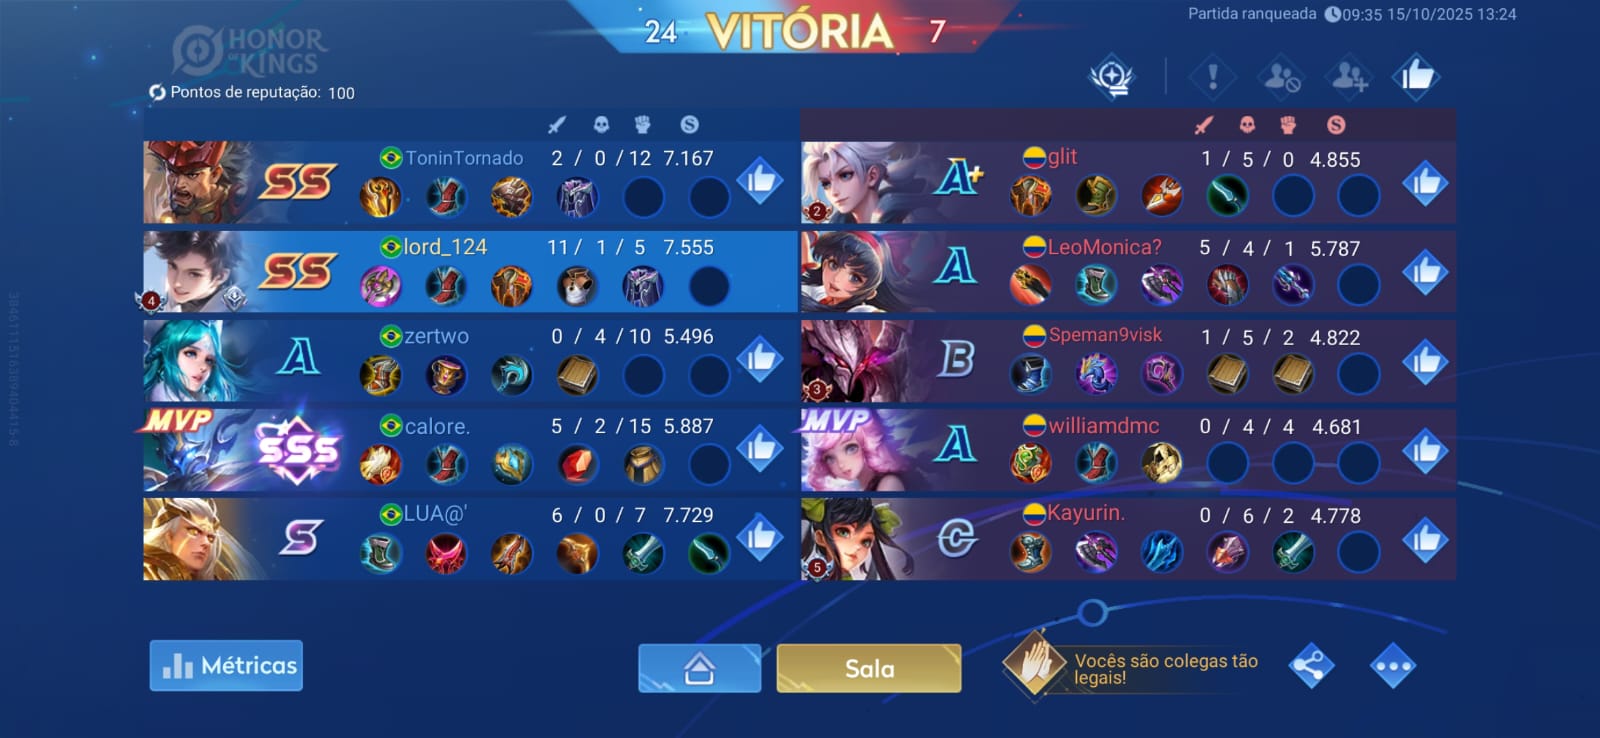 HONOR
OF KINGS
24 VITÓRIA 7
Partida ranqueada 09:35 15/10/2025 13:24
Pontos de reputação: 100
SS ToninTornado 2 / 0 / 12 7.167
2 A+ glit 1 / 5 / 0 4.855
4 SS lord_124 11 / 1 / 5 7.555
A LeoMonica? 5 / 4 / 1 5.787
A zertwo 0 / 4 / 10 5.496
3 B Speman9visk 1 / 5 / 2 4.822
MVP SSS calore. 5 / 2 / 15 5.887
MVP A williamdmc 0 / 4 / 4 4.681
S LUA@' 6 / 0 / 7 7.729
5 C Kayurin. 0 / 6 / 2 4.778
Métricas
Sala
Vocês são colegas tão
legais!